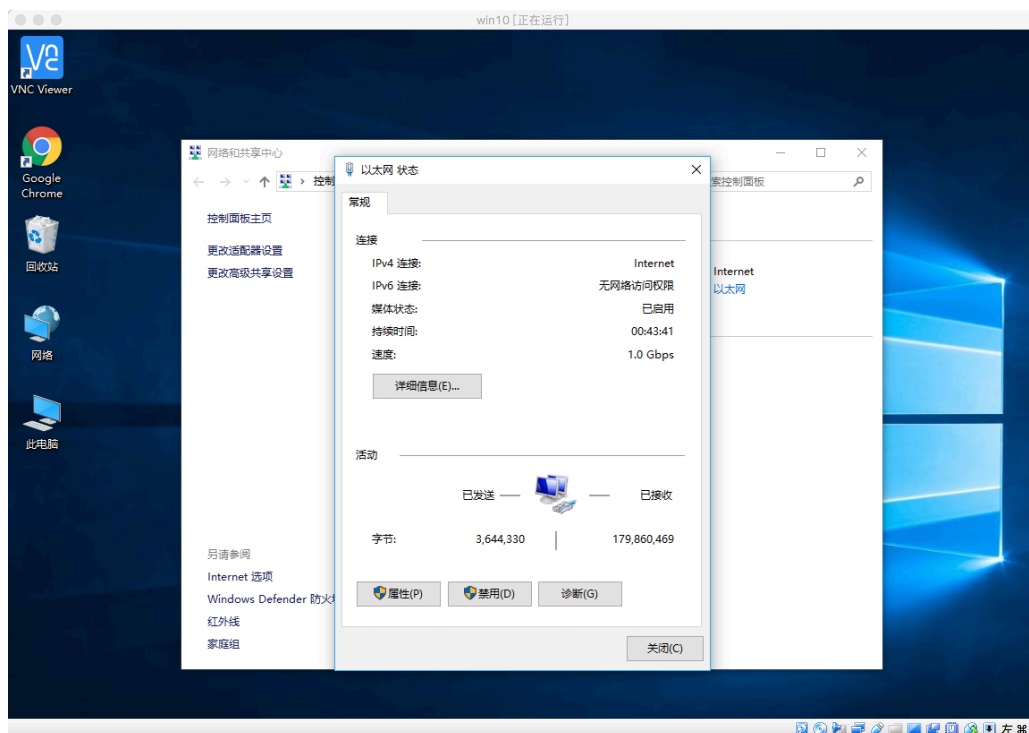 win10 [正在运行]
VNC Viewer
Google
Chrome
回收站
网络
此电脑
网络和共享中心
控制
索控制面板
控制面板主页
更改适配器设置
更改高级共享设置
Internet
以太网
另请参阅
Internet 选项
Windows Defender 防火
红外线
家庭组
以太网 状态
常规
连接
IPv4 连接: Internet
IPv6 连接: 无网络访问权限
媒体状态: 已启用
持续时间: 00:43:41
速度: 1.0 Gbps
详细信息(E)...
活动
已发送 — — 已接收
字节: 3,644,330 179,860,469
属性(P) 禁用(D) 诊断(G)
关闭(C)
左 ⌘